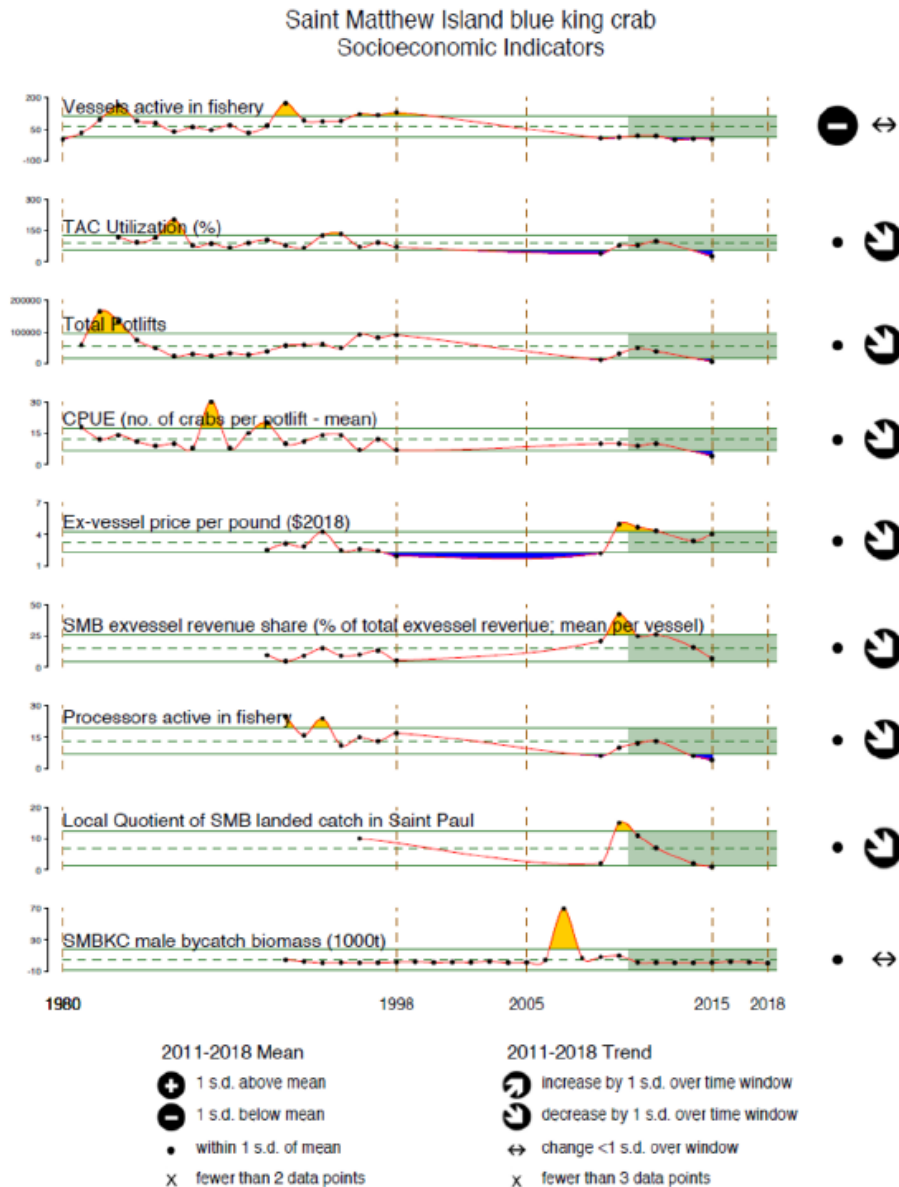 Saint Matthew Island blue king crab
Socioeconomic Indicators
Vessels active in fishery
200
50
-100
TAC Utilization (%)
300
150
0
Total Potlifts
200000
100000
0
CPUE (no. of crabs per potlift - mean)
30
15
0
Ex-vessel price per pound ($2018)
7
4
1
SMB exvessel revenue share (% of total exvessel revenue; mean per vessel)
50
25
0
Processors active in fishery
30
15
0
Local Quotient of SMB landed catch in Saint Paul
20
10
0
SMBKC male bycatch biomass (1000t)
70
30
-10
1980 1998 2005 2015 2018
2011-2018 Mean 2011-2018 Trend
1 s.d. above mean increase by 1 s.d. over time window
1 s.d. below mean decrease by 1 s.d. over time window
within 1 s.d. of mean change <1 s.d. over window
x fewer than 2 data points x fewer than 3 data points